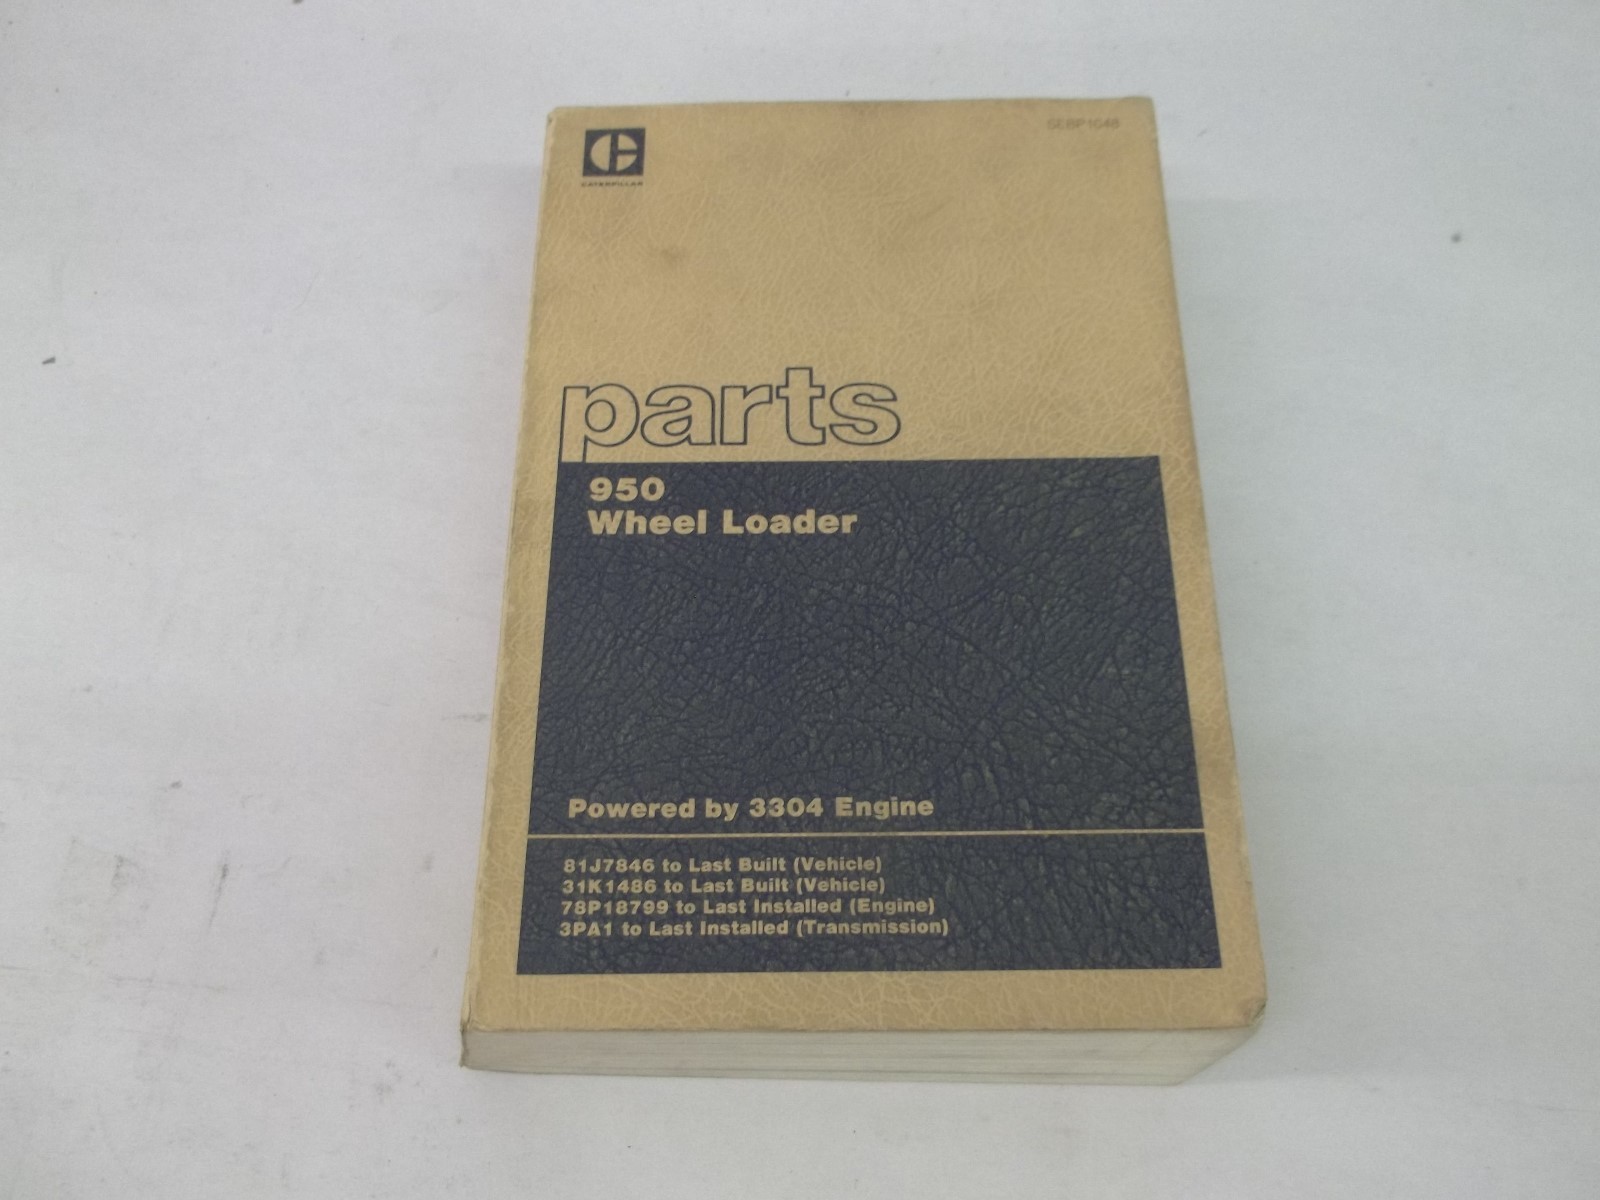 SEBP1048
CATERPILLAR
parts
950
Wheel Loader
Powered by 3304 Engine
81J7846 to Last Built (Vehicle)
31K1486 to Last Built (Vehicle)
78P18799 to Last Installed (Engine)
3PA1 to Last Installed (Transmission)